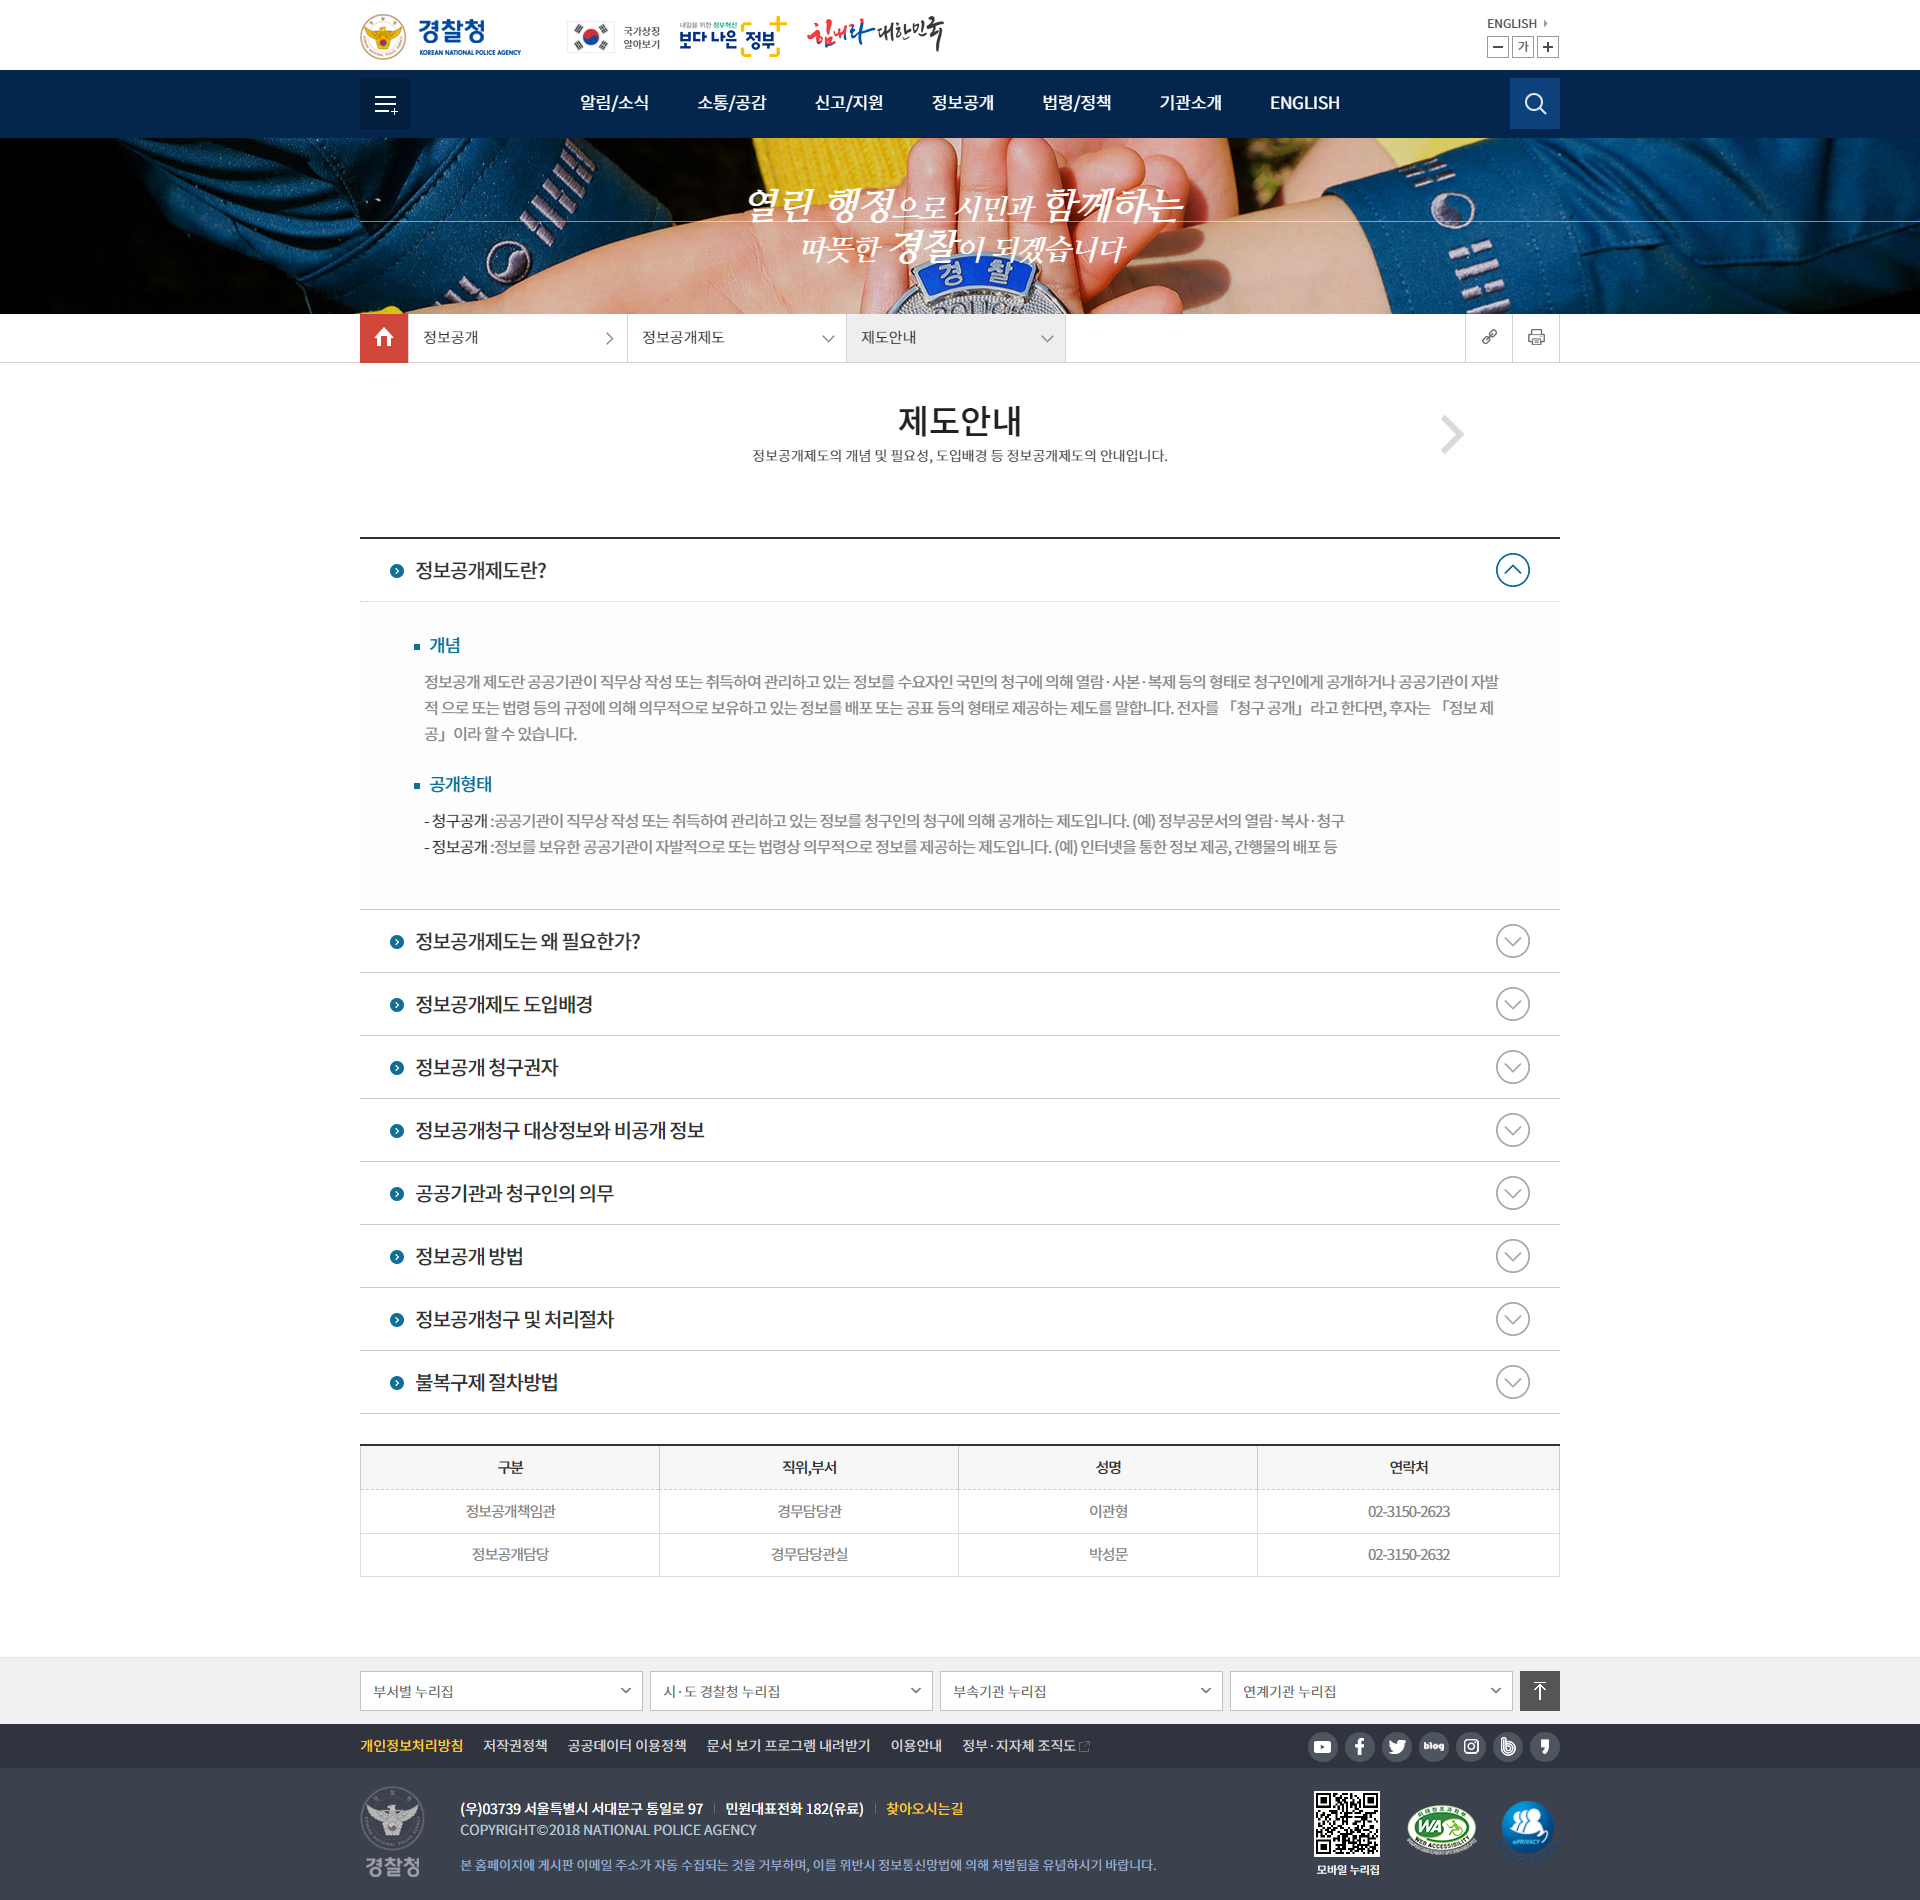 경찰청
KOREAN NATIONAL POLICE AGENCY
국가상징
알아보기
내일을 위한 정부혁신
보다 나은 정부
힘내라 대한민국
ENGLISH
가
알림/소식 소통/공감 신고/지원 정보공개 법령/정책 기관소개 ENGLISH
열린 행정으로 시민과 함께하는
따뜻한 경찰이 되겠습니다
경찰
정보공개 정보공개제도 제도안내
제도안내
정보공개제도의 개념 및 필요성, 도입배경 등 정보공개제도의 안내입니다.
정보공개제도란?
개념
정보공개 제도란 공공기관이 직무상 작성 또는 취득하여 관리하고 있는 정보를 수요자인 국민의 청구에 의해 열람·사본·복제 등의 형태로 청구인에게 공개하거나 공공기관이 자발
적 으로 또는 법령 등의 규정에 의해 의무적으로 보유하고 있는 정보를 배포 또는 공표 등의 형태로 제공하는 제도를 말합니다. 전자를 「청구 공개」라고 한다면, 후자는 「정보 제
공」이라 할 수 있습니다.
공개형태
- 청구공개 :공공기관이 직무상 작성 또는 취득하여 관리하고 있는 정보를 청구인의 청구에 의해 공개하는 제도입니다. (예) 정부공문서의 열람·복사·청구
- 정보공개 :정보를 보유한 공공기관이 자발적으로 또는 법령상 의무적으로 정보를 제공하는 제도입니다. (예) 인터넷을 통한 정보 제공, 간행물의 배포 등
정보공개제도는 왜 필요한가?
정보공개제도 도입배경
정보공개 청구권자
정보공개청구 대상정보와 비공개 정보
공공기관과 청구인의 의무
정보공개 방법
정보공개청구 및 처리절차
불복구제 절차방법
구분 직위,부서 성명 연락처
정보공개책임관 경무담당관 이관형 02-3150-2623
정보공개담당 경무담당관실 박성문 02-3150-2632
부서별 누리집 시·도 경찰청 누리집 부속기관 누리집 연계기관 누리집
개인정보처리방침 저작권정책 공공데이터 이용정책 문서 보기 프로그램 내려받기 이용안내 정부·지자체 조직도
blog
(우)03739 서울특별시 서대문구 통일로 97 민원대표전화 182(유료) 찾아오시는길
COPYRIGHT©2018 NATIONAL POLICE AGENCY
본 홈페이지에 게시판 이메일 주소가 자동 수집되는 것을 거부하며, 이를 위반시 정보통신망법에 의해 처벌됨을 유념하시기 바랍니다.
경찰청
모바일 누리집
WA
WEB ACCESSIBILITY
ePRIVACY